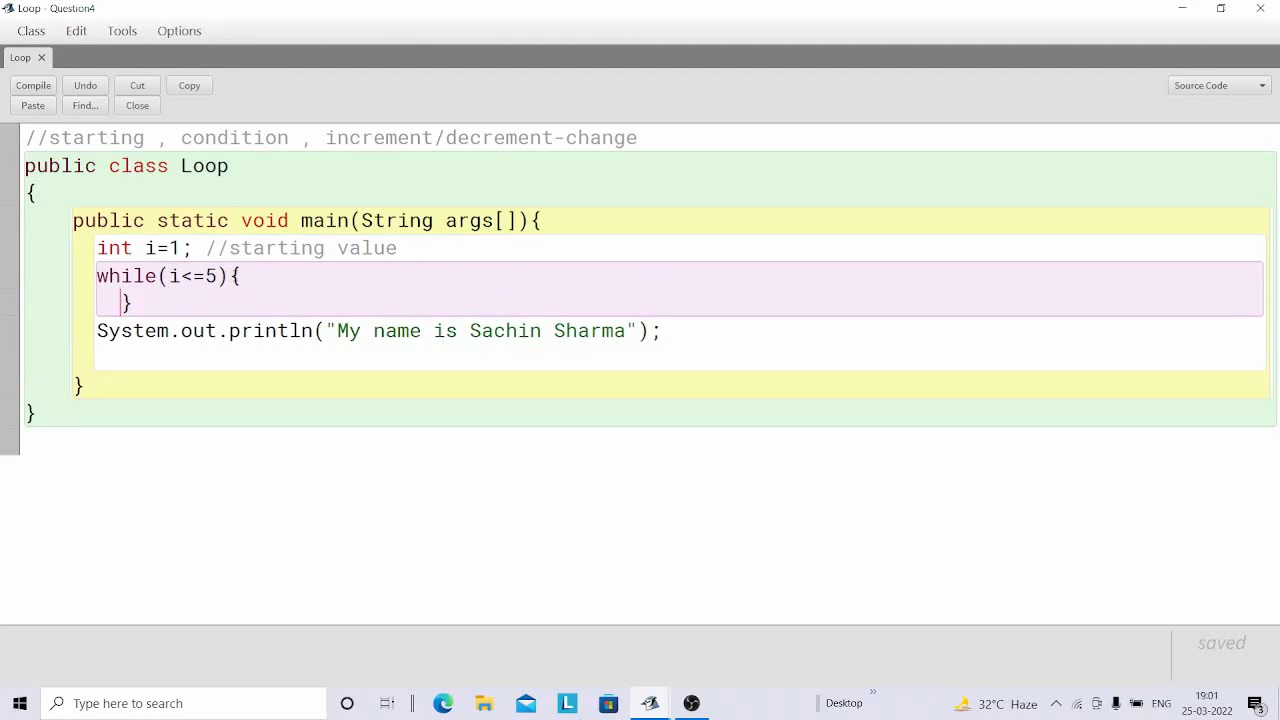 Loop - Question4
Class Edit Tools Options
Loop
Compile Undo Cut Copy Source Code
Paste Find... Close
//starting , condition , increment/decrement-change
public class Loop
{
public static void main(String args[]){
int i=1; //starting value
while(i<=5){
}
System.out.println("My name is Sachin Sharma");
}
}
saved
Type here to search L Desktop » 32°C Haze ENG 19:01
25-03-2022 3